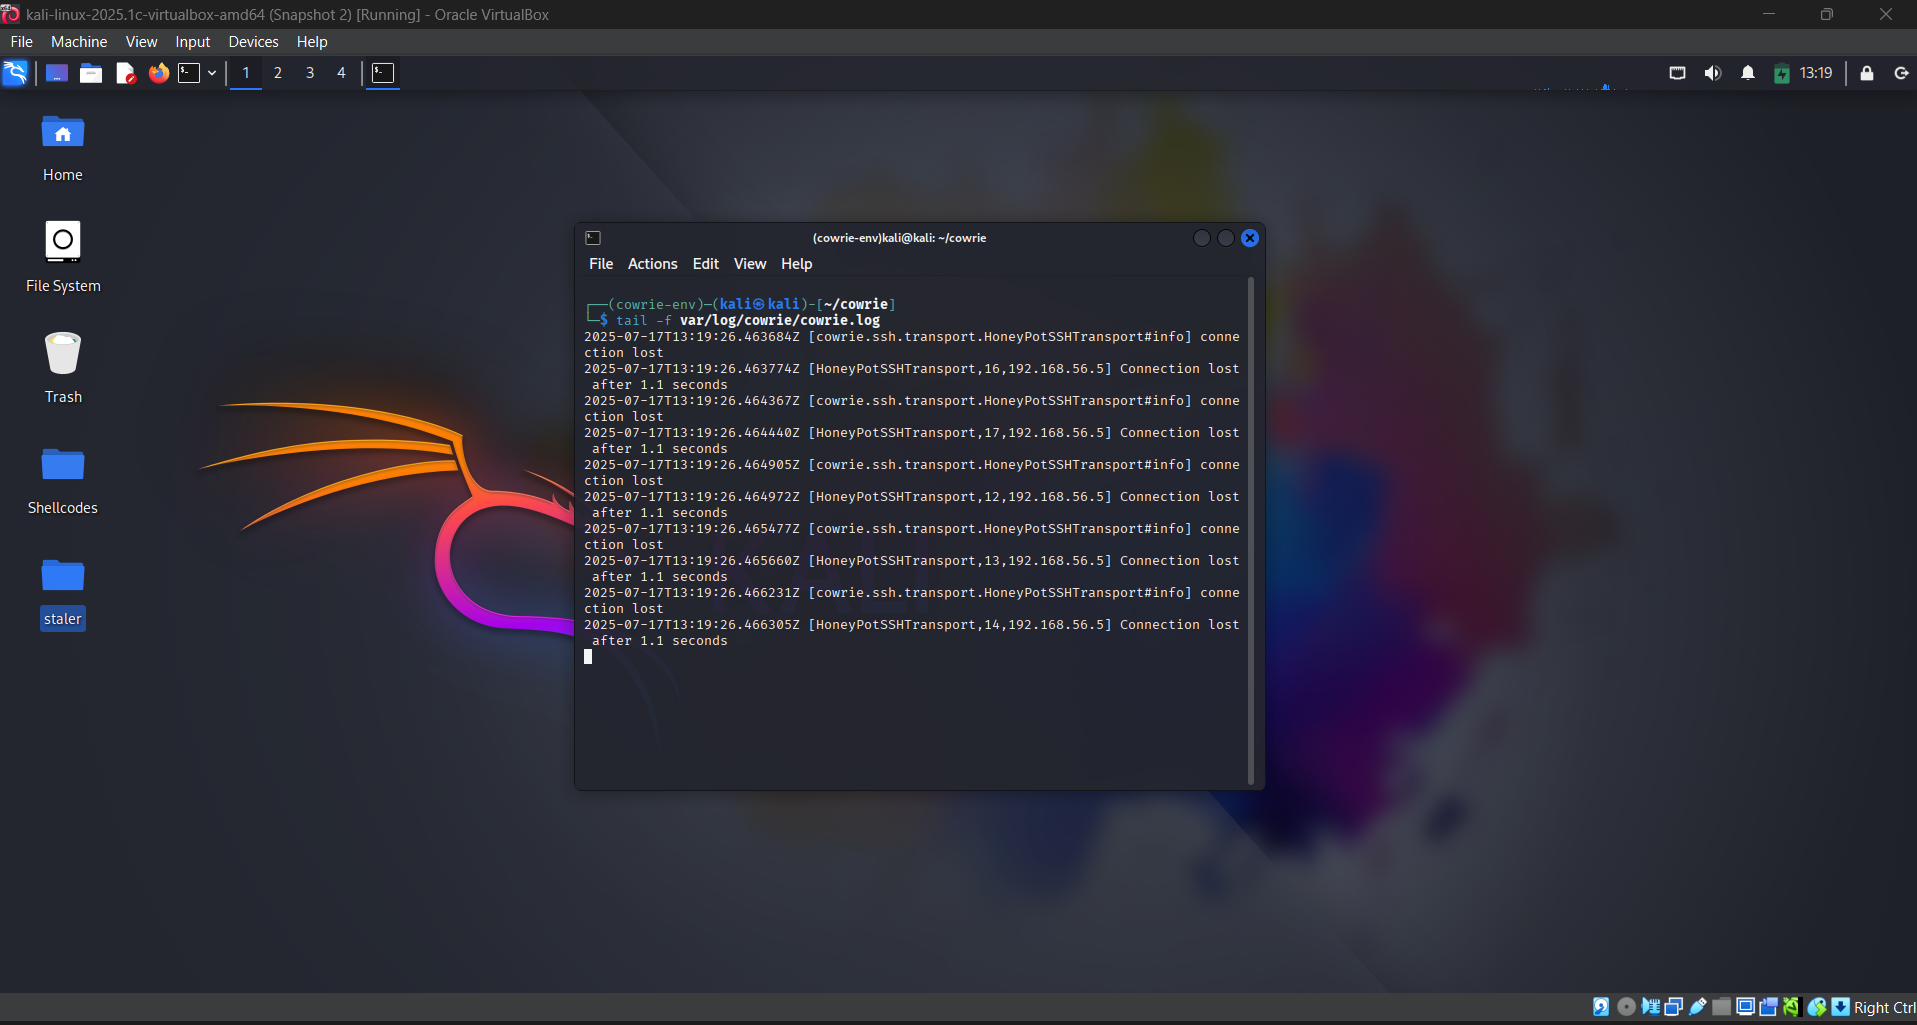 kali-linux-2025.1c-virtualbox-amd64 (Snapshot 2) [Running] - Oracle VirtualBox
File Machine View Input Devices Help
1 2 3 4
13:19
Home
File System
Trash
Shellcodes
staler
(cowrie-env)kali@kali: ~/cowrie
File Actions Edit View Help
┌──(cowrie-env)─(kali㉿kali)-[~/cowrie]
└─$ tail -f var/log/cowrie/cowrie.log
2025-07-17T13:19:26.463684Z [cowrie.ssh.transport.HoneyPotSSHTransport#info] conne
ction lost
2025-07-17T13:19:26.463774Z [HoneyPotSSHTransport,16,192.168.56.5] Connection lost
after 1.1 seconds
2025-07-17T13:19:26.464367Z [cowrie.ssh.transport.HoneyPotSSHTransport#info] conne
ction lost
2025-07-17T13:19:26.464440Z [HoneyPotSSHTransport,17,192.168.56.5] Connection lost
after 1.1 seconds
2025-07-17T13:19:26.464905Z [cowrie.ssh.transport.HoneyPotSSHTransport#info] conne
ction lost
2025-07-17T13:19:26.464972Z [HoneyPotSSHTransport,12,192.168.56.5] Connection lost
after 1.1 seconds
2025-07-17T13:19:26.465477Z [cowrie.ssh.transport.HoneyPotSSHTransport#info] conne
ction lost
2025-07-17T13:19:26.465660Z [HoneyPotSSHTransport,13,192.168.56.5] Connection lost
after 1.1 seconds
2025-07-17T13:19:26.466231Z [cowrie.ssh.transport.HoneyPotSSHTransport#info] conne
ction lost
2025-07-17T13:19:26.466305Z [HoneyPotSSHTransport,14,192.168.56.5] Connection lost
after 1.1 seconds
Right Ctrl